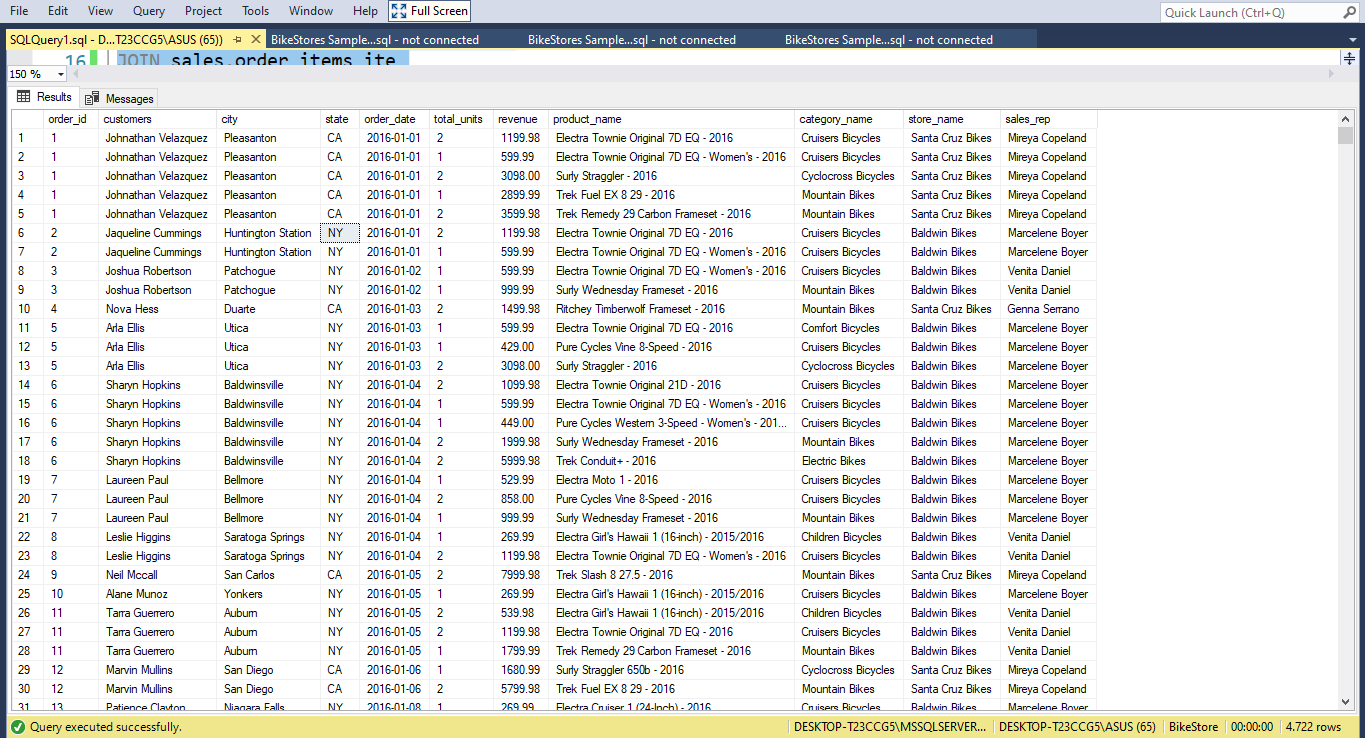 File Edit View Query Project Tools Window Help Full Screen Quick Launch (Ctrl+Q)
SQLQuery1.sql - D...T23CCG5\ASUS (65)) BikeStores Sample...sql - not connected BikeStores Sample...sql - not connected BikeStores Sample...sql - not connected
16 JOIN sales.order_items ite
150 %
Results Messages
order_id customers city state order_date total_units revenue product_name category_name store_name sales_rep
1 1 Johnathan Velazquez Pleasanton CA 2016-01-01 2 1199.98 Electra Townie Original 7D EQ - 2016 Cruisers Bicycles Santa Cruz Bikes Mireya Copeland
2 1 Johnathan Velazquez Pleasanton CA 2016-01-01 1 599.99 Electra Townie Original 7D EQ - Women's - 2016 Cruisers Bicycles Santa Cruz Bikes Mireya Copeland
3 1 Johnathan Velazquez Pleasanton CA 2016-01-01 2 3098.00 Surly Straggler - 2016 Cyclocross Bicycles Santa Cruz Bikes Mireya Copeland
4 1 Johnathan Velazquez Pleasanton CA 2016-01-01 1 2899.99 Trek Fuel EX 8 29 - 2016 Mountain Bikes Santa Cruz Bikes Mireya Copeland
5 1 Johnathan Velazquez Pleasanton CA 2016-01-01 2 3599.98 Trek Remedy 29 Carbon Frameset - 2016 Mountain Bikes Santa Cruz Bikes Mireya Copeland
6 2 Jaqueline Cummings Huntington Station NY 2016-01-01 2 1199.98 Electra Townie Original 7D EQ - 2016 Cruisers Bicycles Baldwin Bikes Marcelene Boyer
7 2 Jaqueline Cummings Huntington Station NY 2016-01-01 1 599.99 Electra Townie Original 7D EQ - Women's - 2016 Cruisers Bicycles Baldwin Bikes Marcelene Boyer
8 3 Joshua Robertson Patchogue NY 2016-01-02 1 599.99 Electra Townie Original 7D EQ - Women's - 2016 Cruisers Bicycles Baldwin Bikes Venita Daniel
9 3 Joshua Robertson Patchogue NY 2016-01-02 1 999.99 Surly Wednesday Frameset - 2016 Mountain Bikes Baldwin Bikes Venita Daniel
10 4 Nova Hess Duarte CA 2016-01-03 2 1499.98 Ritchey Timberwolf Frameset - 2016 Mountain Bikes Santa Cruz Bikes Genna Serrano
11 5 Arla Ellis Utica NY 2016-01-03 1 599.99 Electra Townie Original 7D EQ - 2016 Comfort Bicycles Baldwin Bikes Marcelene Boyer
12 5 Arla Ellis Utica NY 2016-01-03 1 429.00 Pure Cycles Vine 8-Speed - 2016 Cruisers Bicycles Baldwin Bikes Marcelene Boyer
13 5 Arla Ellis Utica NY 2016-01-03 2 3098.00 Surly Straggler - 2016 Cyclocross Bicycles Baldwin Bikes Marcelene Boyer
14 6 Sharyn Hopkins Baldwinsville NY 2016-01-04 2 1099.98 Electra Townie Original 21D - 2016 Cruisers Bicycles Baldwin Bikes Marcelene Boyer
15 6 Sharyn Hopkins Baldwinsville NY 2016-01-04 1 599.99 Electra Townie Original 7D EQ - Women's - 2016 Cruisers Bicycles Baldwin Bikes Marcelene Boyer
16 6 Sharyn Hopkins Baldwinsville NY 2016-01-04 1 449.00 Pure Cycles Western 3-Speed - Women's - 201... Cruisers Bicycles Baldwin Bikes Marcelene Boyer
17 6 Sharyn Hopkins Baldwinsville NY 2016-01-04 2 1999.98 Surly Wednesday Frameset - 2016 Mountain Bikes Baldwin Bikes Marcelene Boyer
18 6 Sharyn Hopkins Baldwinsville NY 2016-01-04 2 5999.98 Trek Conduit+ - 2016 Electric Bikes Baldwin Bikes Marcelene Boyer
19 7 Laureen Paul Bellmore NY 2016-01-04 1 529.99 Electra Moto 1 - 2016 Cruisers Bicycles Baldwin Bikes Marcelene Boyer
20 7 Laureen Paul Bellmore NY 2016-01-04 2 858.00 Pure Cycles Vine 8-Speed - 2016 Cruisers Bicycles Baldwin Bikes Marcelene Boyer
21 7 Laureen Paul Bellmore NY 2016-01-04 1 999.99 Surly Wednesday Frameset - 2016 Mountain Bikes Baldwin Bikes Marcelene Boyer
22 8 Leslie Higgins Saratoga Springs NY 2016-01-04 1 269.99 Electra Girl's Hawaii 1 (16-inch) - 2015/2016 Children Bicycles Baldwin Bikes Venita Daniel
23 8 Leslie Higgins Saratoga Springs NY 2016-01-04 2 1199.98 Electra Townie Original 7D EQ - Women's - 2016 Cruisers Bicycles Baldwin Bikes Venita Daniel
24 9 Neil Mccall San Carlos CA 2016-01-05 2 7999.98 Trek Slash 8 27.5 - 2016 Mountain Bikes Santa Cruz Bikes Mireya Copeland
25 10 Alane Munoz Yonkers NY 2016-01-05 1 269.99 Electra Girl's Hawaii 1 (16-inch) - 2015/2016 Cruisers Bicycles Baldwin Bikes Marcelene Boyer
26 11 Tarra Guerrero Auburn NY 2016-01-05 2 539.98 Electra Girl's Hawaii 1 (16-inch) - 2015/2016 Children Bicycles Baldwin Bikes Venita Daniel
27 11 Tarra Guerrero Auburn NY 2016-01-05 2 1199.98 Electra Townie Original 7D EQ - 2016 Cruisers Bicycles Baldwin Bikes Venita Daniel
28 11 Tarra Guerrero Auburn NY 2016-01-05 1 1799.99 Trek Remedy 29 Carbon Frameset - 2016 Mountain Bikes Baldwin Bikes Venita Daniel
29 12 Marvin Mullins San Diego CA 2016-01-06 1 1680.99 Surly Straggler 650b - 2016 Cyclocross Bicycles Santa Cruz Bikes Mireya Copeland
30 12 Marvin Mullins San Diego CA 2016-01-06 2 5799.98 Trek Fuel EX 8 29 - 2016 Mountain Bikes Santa Cruz Bikes Mireya Copeland
31 13 Patience Clayton Niagara Falls NY 2016-01-08 1 269.99 Electra Cruiser 1 (24-Inch) - 2016 Cruisers Bicycles Baldwin Bikes Marcelene Boyer
Query executed successfully. DESKTOP-T23CCG5\MSSQLSERVER... DESKTOP-T23CCG5\ASUS (65) BikeStore 00:00:00 4.722 rows